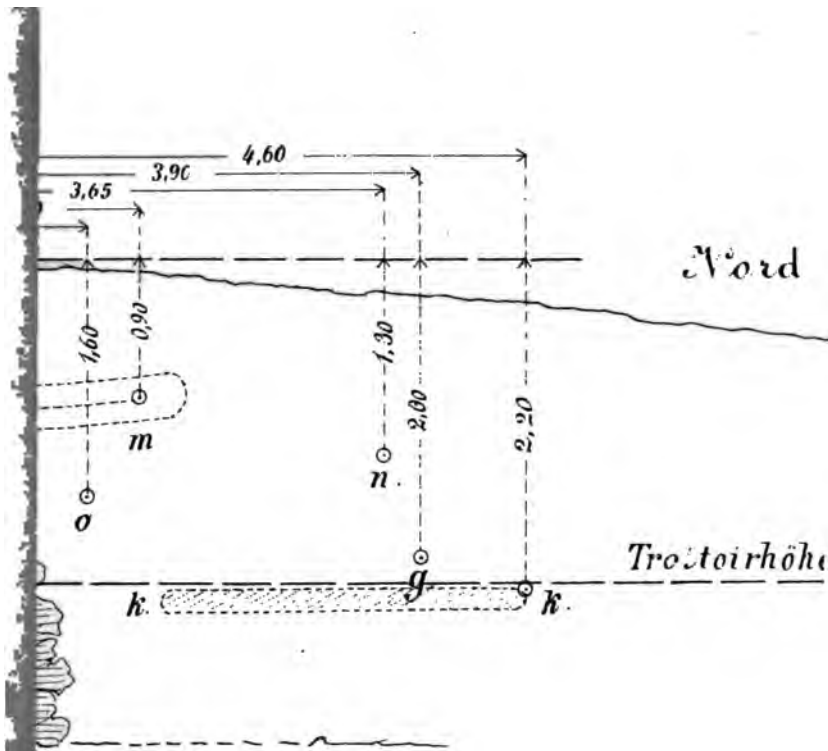 4,60
3,90
3,65
Nord
1,60
0,90
1,30
2,00
2,20
m
n.
o
Trottoirhöhe
g
k.
k.